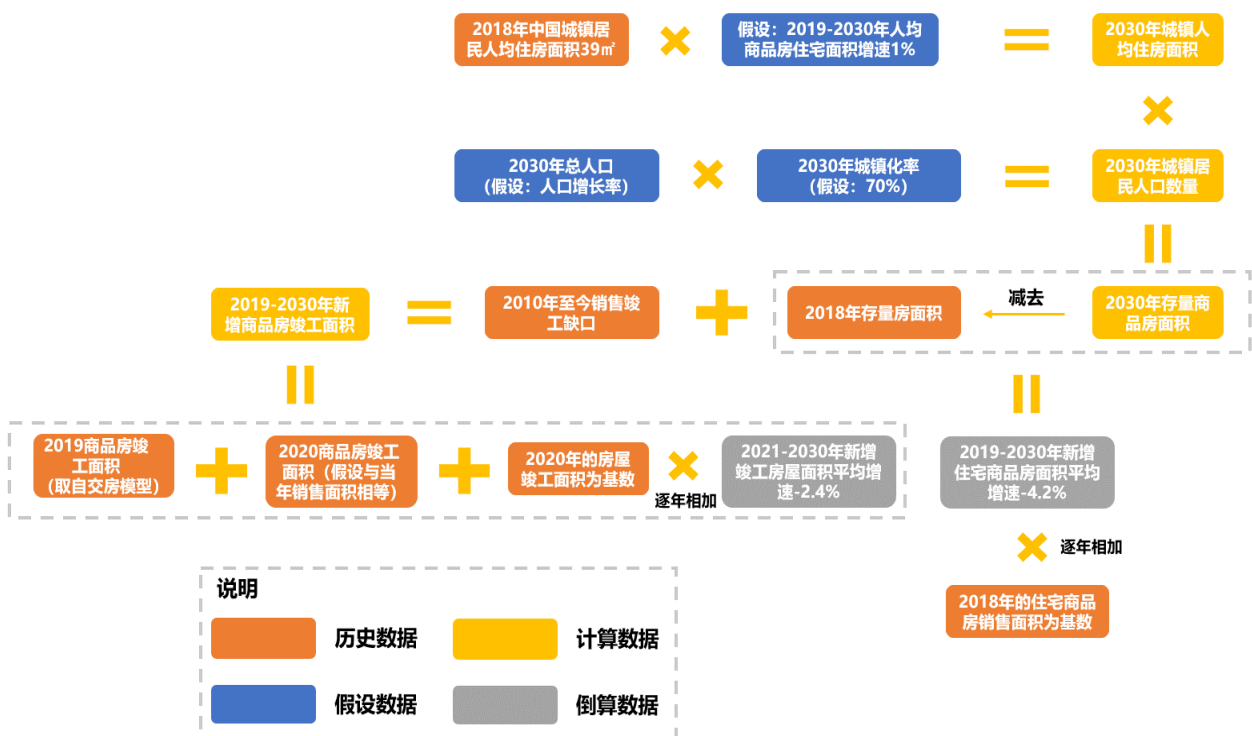 2018年中国城镇居
民人均住房面积39㎡
假设：2019-2030年人均
商品房住宅面积增速1%
2030年城镇人
均住房面积
2030年总人口
（假设：人口增长率）
2030年城镇化率
（假设：70%）
2030年城镇居
民人口数量
2019-2030年新
增商品房竣工面积
2010年至今销售竣
工缺口
2018年存量房面积
减去
2030年存量商
品房面积
2019商品房竣
工面积
（取自交房模型）
2020商品房竣工
面积（假设与当
年销售面积相等）
2020年的房屋
竣工面积为基数
逐年相加
2021-2030年新增
竣工房屋面积平均增
速-2.4%
2019-2030年新增
住宅商品房面积平均
增速-4.2%
逐年相加
2018年的住宅商品
房销售面积为基数
说明
历史数据
计算数据
假设数据
倒算数据